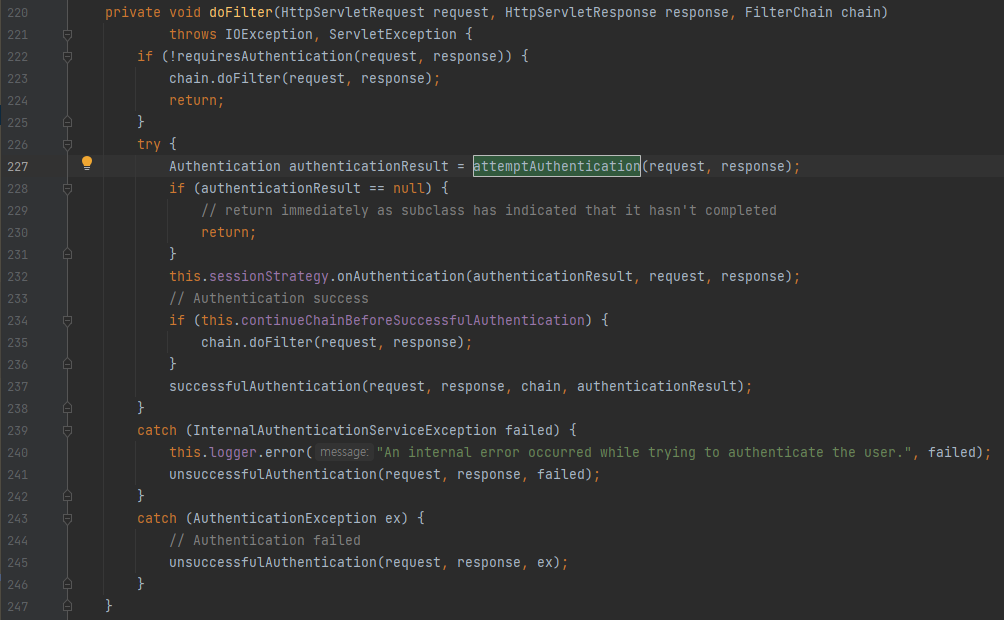 220 private void doFilter(HttpServletRequest request, HttpServletResponse response, FilterChain chain)
221 throws IOException, ServletException {
222 if (!requiresAuthentication(request, response)) {
223 chain.doFilter(request, response);
224 return;
225 }
226 try {
227 Authentication authenticationResult = attemptAuthentication(request, response);
228 if (authenticationResult == null) {
229 // return immediately as subclass has indicated that it hasn't completed
230 return;
231 }
232 this.sessionStrategy.onAuthentication(authenticationResult, request, response);
233 // Authentication success
234 if (this.continueChainBeforeSuccessfulAuthentication) {
235 chain.doFilter(request, response);
236 }
237 successfulAuthentication(request, response, chain, authenticationResult);
238 }
239 catch (InternalAuthenticationServiceException failed) {
240 this.logger.error( message: "An internal error occurred while trying to authenticate the user.", failed);
241 unsuccessfulAuthentication(request, response, failed);
242 }
243 catch (AuthenticationException ex) {
244 // Authentication failed
245 unsuccessfulAuthentication(request, response, ex);
246 }
247 }